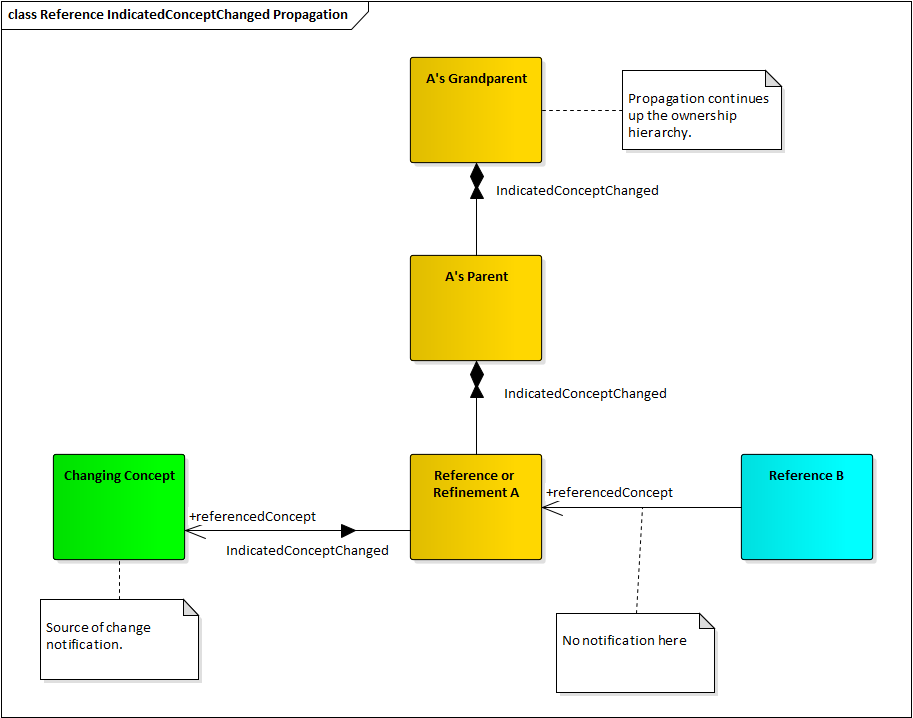 class Reference IndicatedConceptChanged Propagation
A's Grandparent
Propagation continues
up the ownership
hierarchy.
IndicatedConceptChanged
A's Parent
IndicatedConceptChanged
Changing Concept
Reference or
Refinement A
Reference B
+referencedConcept
+referencedConcept
IndicatedConceptChanged
Source of change
notification.
No notification here